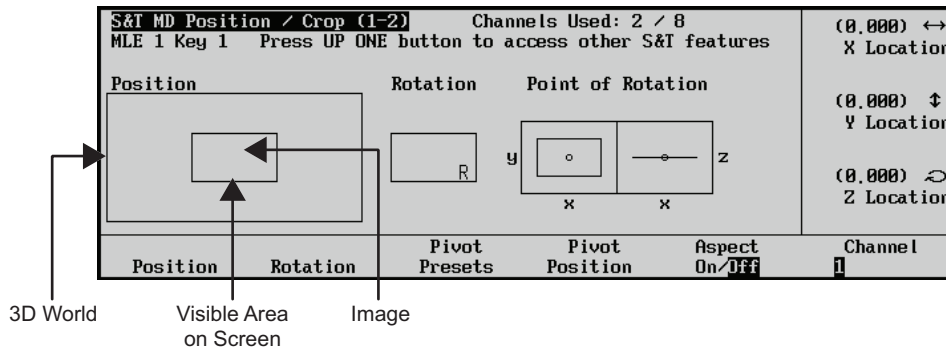 S&T MD Position / Crop (1-2) Channels Used: 2 / 8
MLE 1 Key 1 Press UP ONE button to access other S&T features
(0.000) ↔
X Location
Position Rotation Point of Rotation
(0.000) ↕
Y Location
R
y
z
x x
(0.000)
Z Location
Pivot Pivot Aspect Channel
Position Rotation Presets Position On/Off 1
3D World Visible Area Image
on Screen